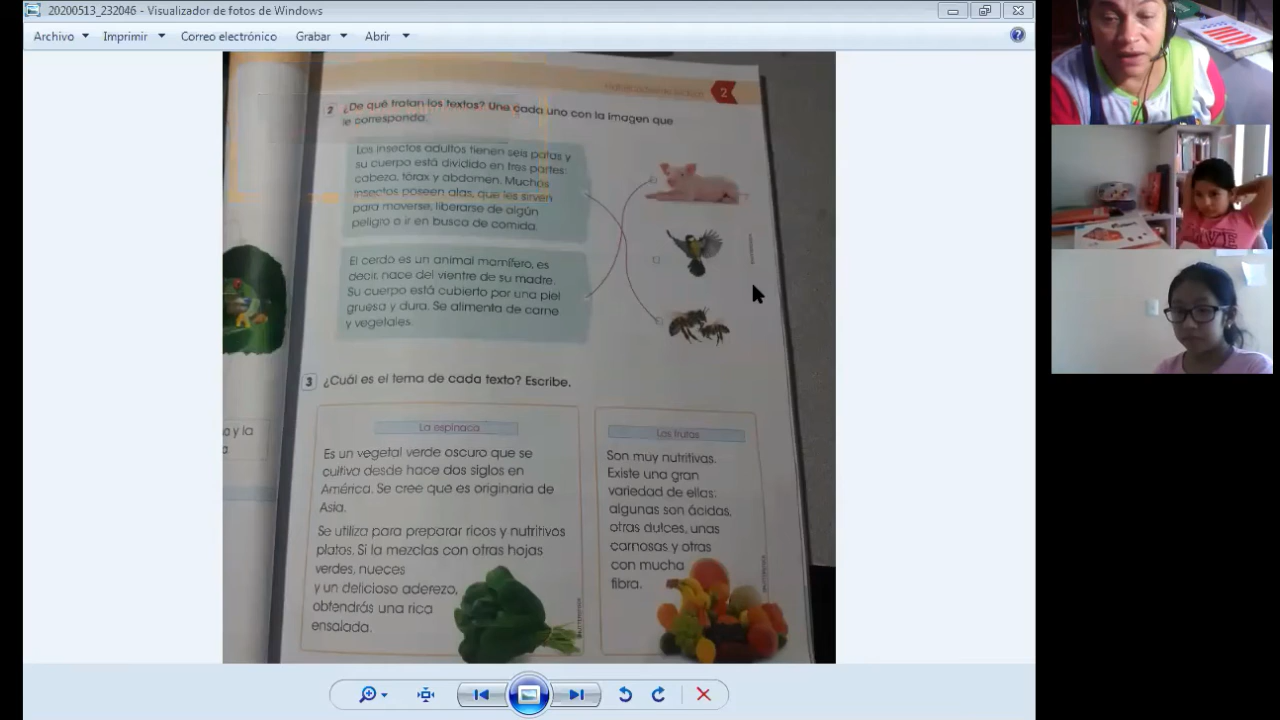 20200513_232046 - Visualizador de fotos de Windows
Archivo Imprimir Correo electrónico Grabar Abrir
2
2 ¿De qué tratan los textos? Une cada uno con la imagen que
le corresponda.
Los insectos adultos tienen seis patas y
su cuerpo está dividido en tres partes:
cabeza, tórax y abdomen. Muchos
insectos poseen alas, que les sirven
para moverse, liberarse de algún
peligro o ir en busca de comida.
El cerdo es un animal mamífero, es
decir, nace del vientre de su madre.
Su cuerpo está cubierto por una piel
gruesa y dura. Se alimenta de carne
y vegetales.
3 ¿Cuál es el tema de cada texto? Escribe.
La espinaca
Es un vegetal verde oscuro que se
cultiva desde hace dos siglos en
América. Se cree que es originaria de
Asia.
Se utiliza para preparar ricos y nutritivos
platos. Si la mezclas con otras hojas
verdes, nueces
y un delicioso aderezo,
obtendrás una rica
ensalada.
Las frutas
Son muy nutritivas.
Existe una gran
variedad de ellas:
algunas son ácidas,
otras dulces, unas
carnosas y otras
con mucha
fibra.
y la